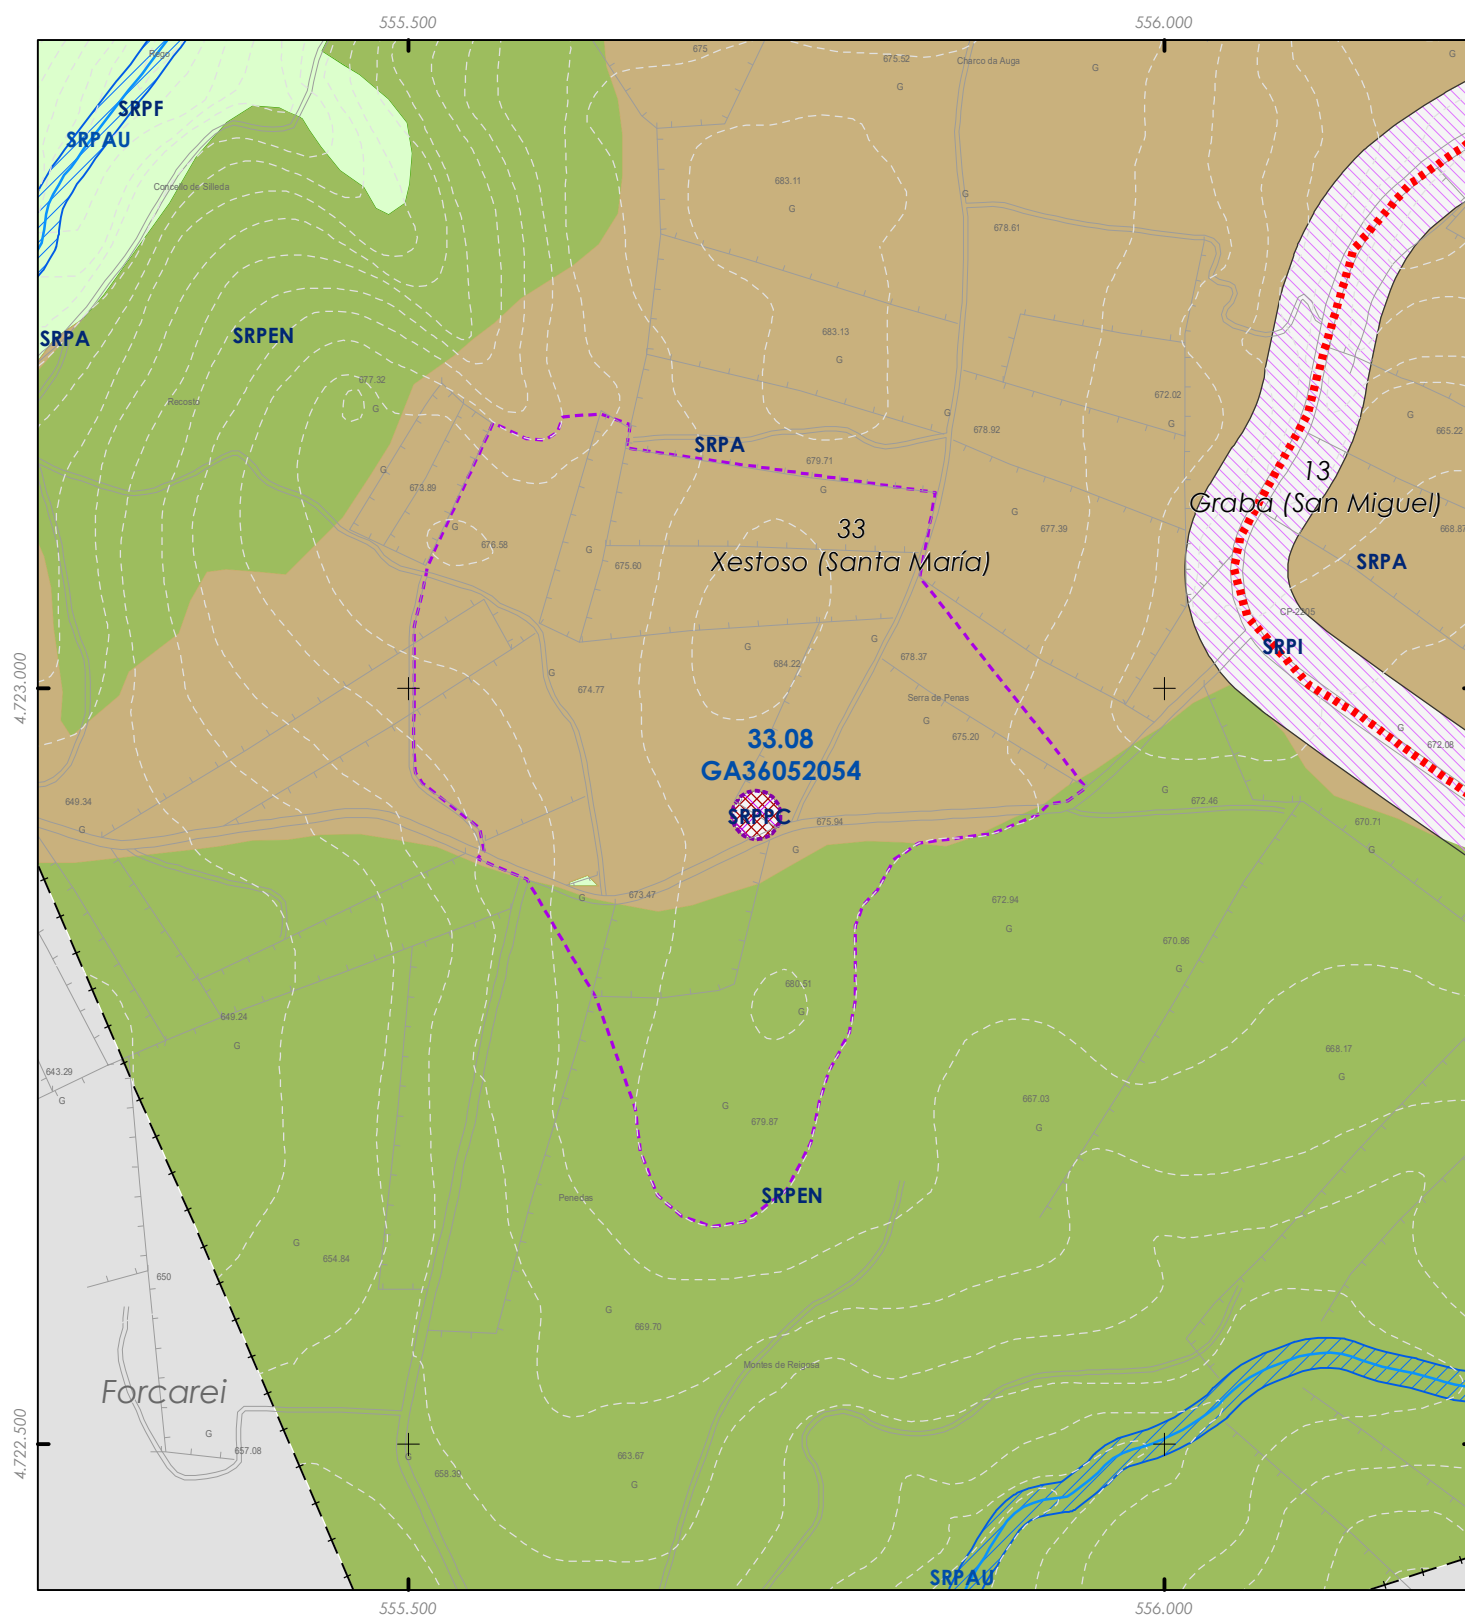 555.500
556.000
Rego
675
675.52
Charco da Auga
G
G
G
SRPF
SRPAU
Concello de Silleda
683.11
G
G
678.61
SRPA
SRPEN
683.13
G
677.32
G
Recosto
672.02
G
G
678.92
G
665.22
SRPA
679.71
G
G
673.89
13
Graba (San Miguel)
33
Xestoso (Santa María)
G
676.58
G
675.60
G
677.39
668.87
SRPA
CP-2205
SRPI
G
G
684.22
678.37
G
674.77
4.723.000
Serra de Penas
G
675.20
G
672.08
33.08
GA36052054
SRPPC
649.34
G
675.94
G
G
672.46
670.71
G
673.47
G
672.94
G
670.86
G
680.51
G
649.24
G
643.29
G
668.17
G
667.03
G
G
679.87
SRPEN
Penedas
G
654.84
650
G
669.70
Montes de Reigosa
Forcarei
G
657.08
4.722.500
G
658.39
663.67
G
SRPAU
555.500
556.000